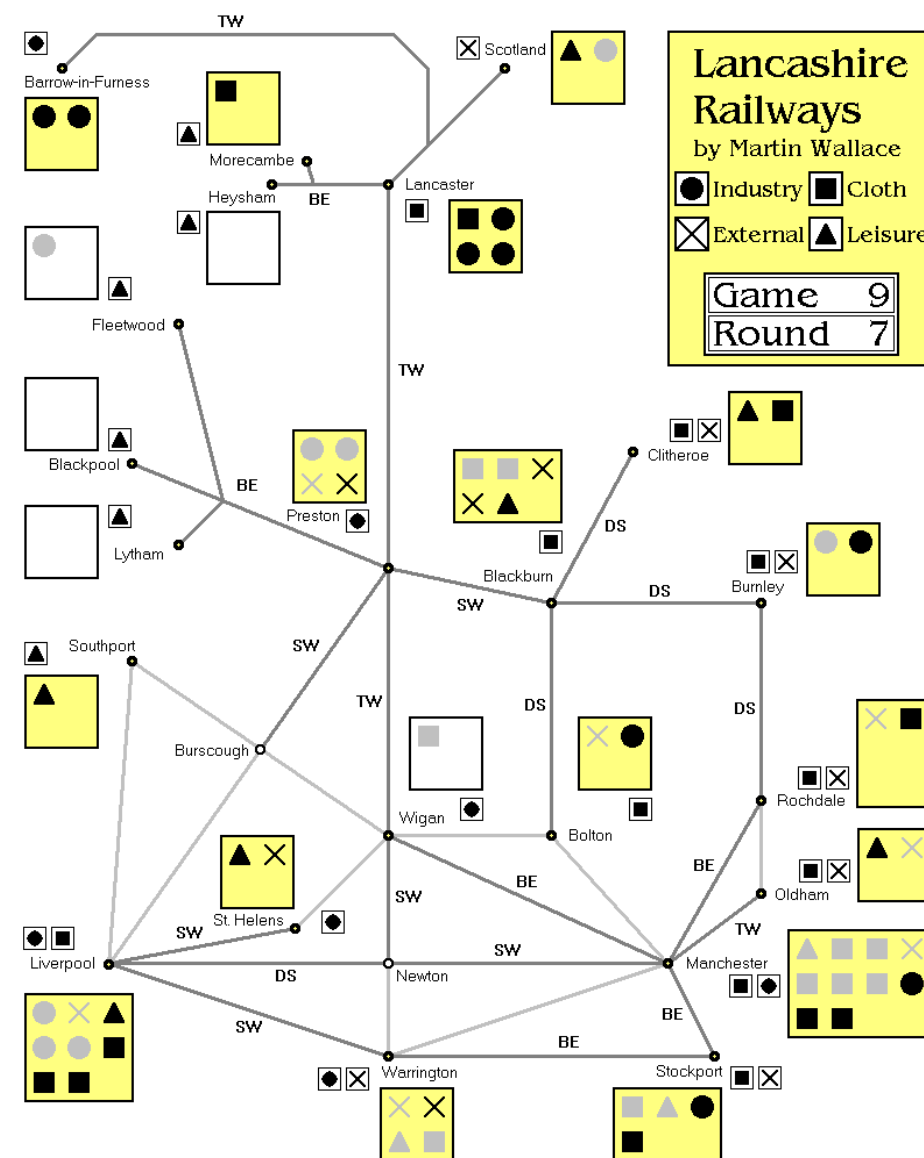 TW
Scotland
Barrow-in-Furness
Lancashire
Railways
by Martin Wallace
Industry
Cloth
External
Leisure
Game 9
Round 7
Morecambe
Lancaster
Heysham
BE
Fleetwood
TW
Blackpool
BE
Clitheroe
Preston
Lytham
DS
Blackburn
SW
DS
Burnley
Southport
SW
TW
DS
DS
Burscough
Rochdale
Wigan
Bolton
BE
BE
Oldham
St. Helens
SW
SW
TW
Liverpool
DS
Newton
SW
Manchester
SW
BE
BE
Warrington
Stockport